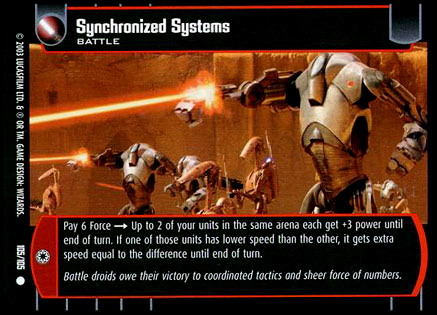 Synchronized Systems
BATTLE
Pay 6 Force → Up to 2 of your units in the same arena each get +3 power until
end of turn. If one of those units has lower speed than the other, it gets extra
speed equal to the difference until end of turn.
Battle droids owe their victory to coordinated tactics and sheer force of numbers.
© 2003 LUCASFILM LTD. & ® OR TM. GAME DESIGN: WIZARDS.
105/105